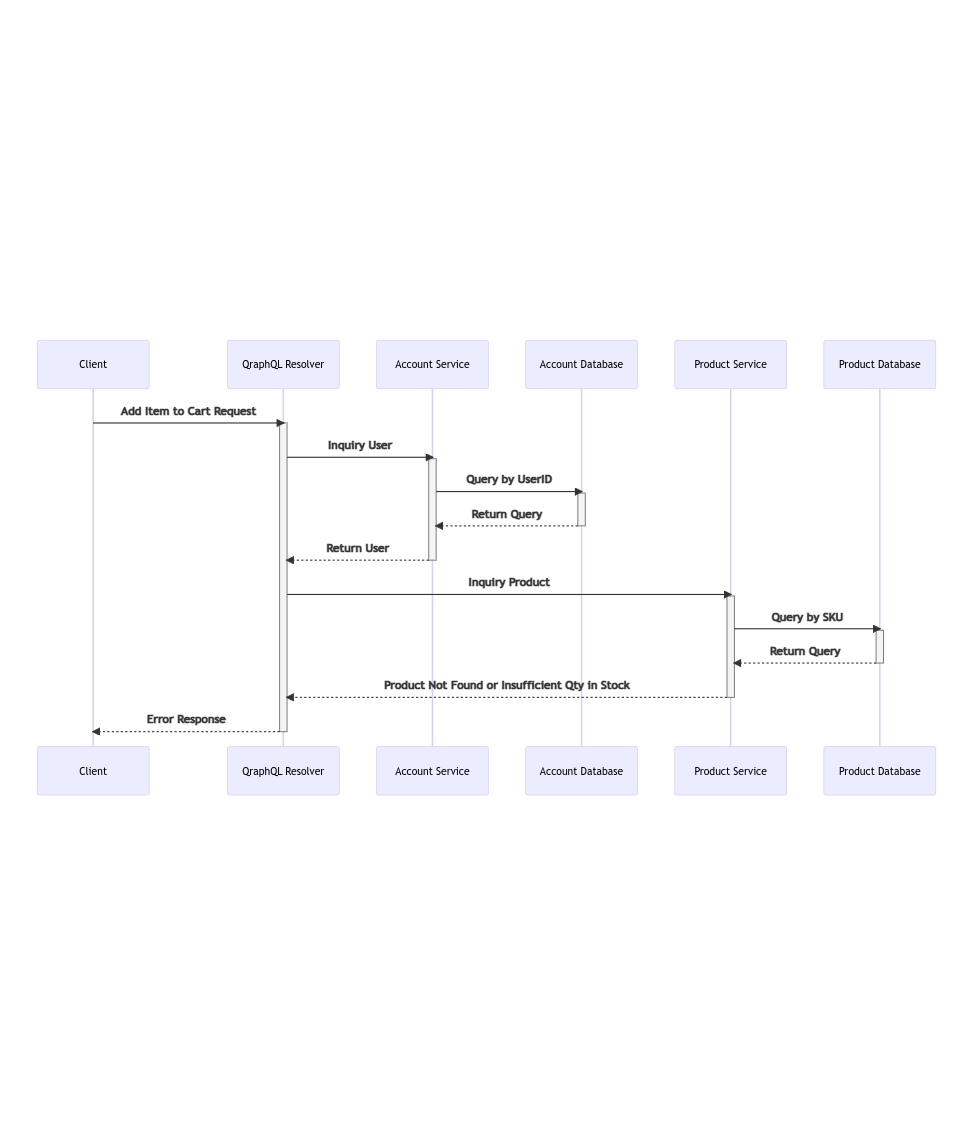 Client
QraphQL Resolver
Account Service
Account Database
Product Service
Product Database
Add Item to Cart Request
Inquiry User
Query by UserID
Return Query
Return User
Inquiry Product
Query by SKU
Return Query
Product Not Found or Insufficient Qty in Stock
Error Response
Client
QraphQL Resolver
Account Service
Account Database
Product Service
Product Database